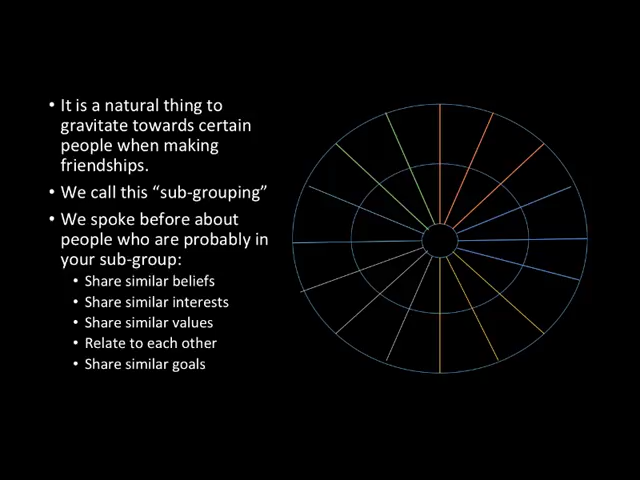 • It is a natural thing to
gravitate towards certain
people when making
friendships.
• We call this “sub-grouping”
• We spoke before about
people who are probably in
your sub-group:
• Share similar beliefs
• Share similar interests
• Share similar values
• Relate to each other
• Share similar goals